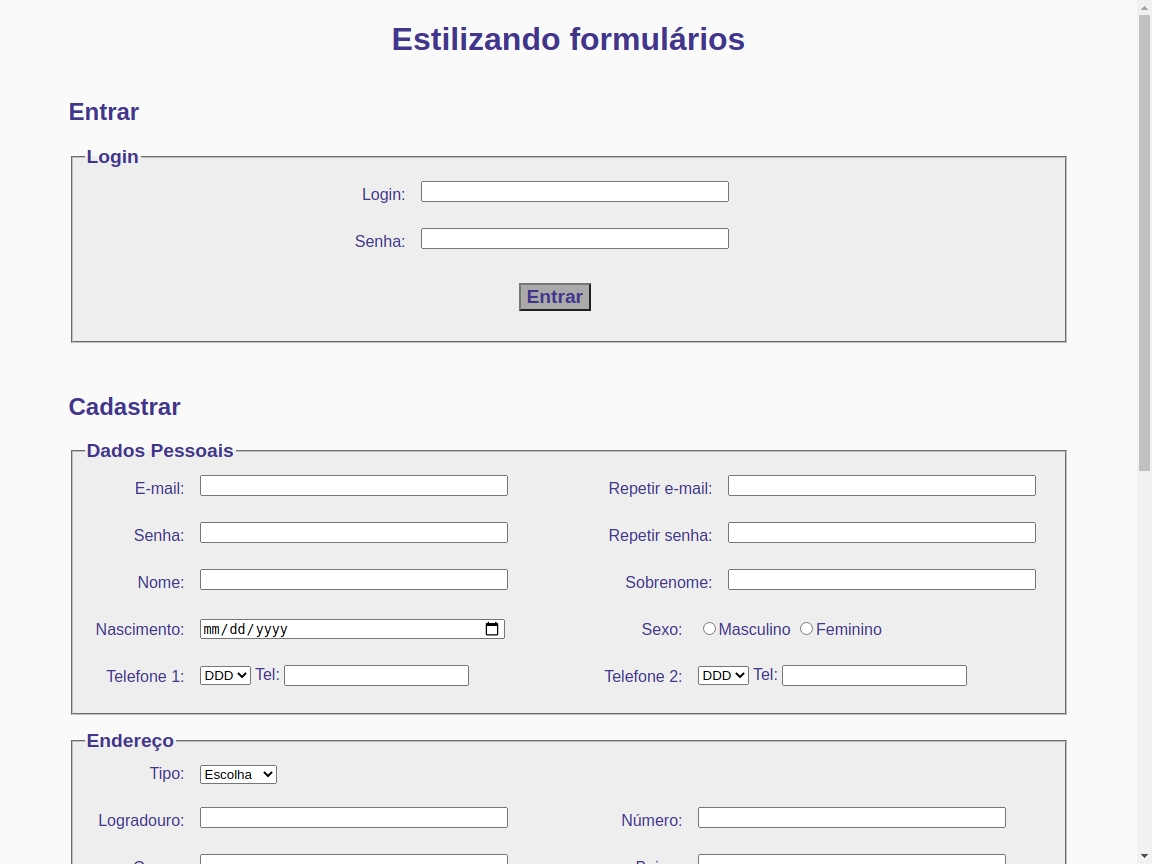 Estilizando formulários
Entrar
Login
Login:
Senha:
Entrar
Cadastrar
Dados Pessoais
E-mail: Repetir e-mail:
Senha: Repetir senha:
Nome: Sobrenome:
Nascimento: mm/dd/yyyy Sexo: Masculino Feminino
Telefone 1: DDD Tel: Telefone 2: DDD Tel:
Endereço
Tipo: Escolha
Logradouro: Número: